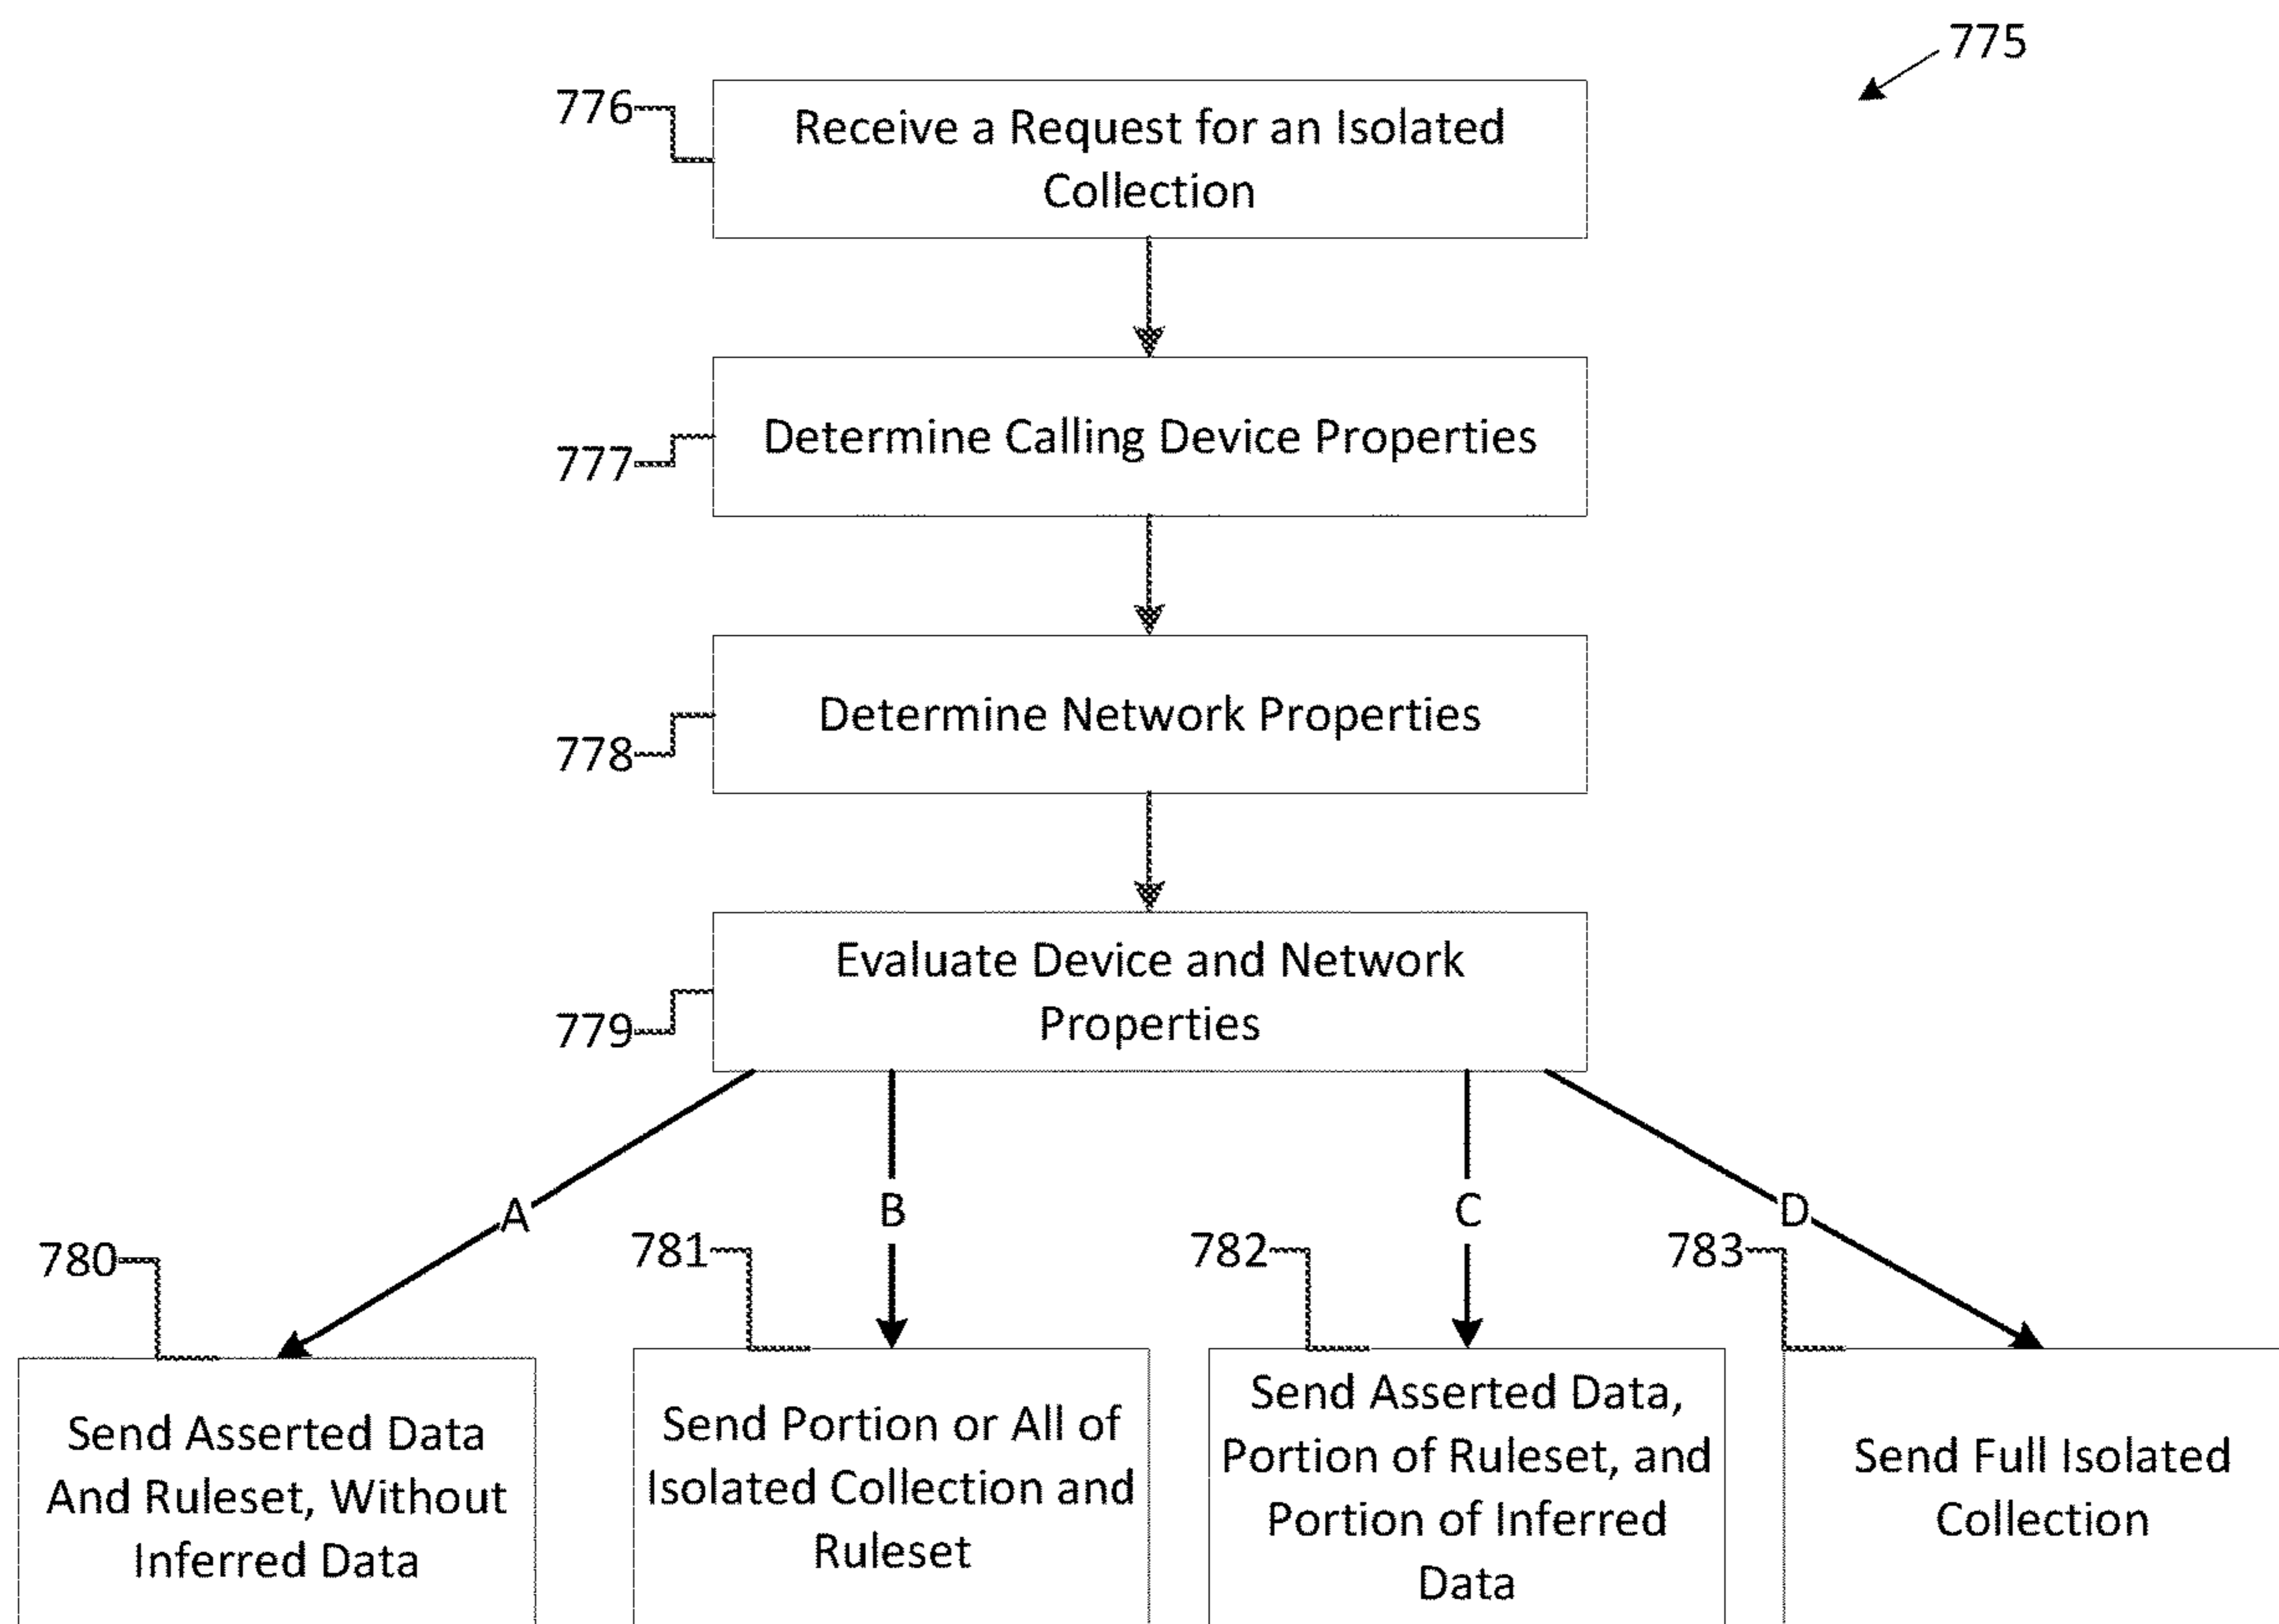 775
776
Receive a Request for an Isolated
Collection
777
Determine Calling Device Properties
778
Determine Network Properties
779
Evaluate Device and Network
Properties
A
B
C
D
780
781
782
783
Send Asserted Data
And Ruleset, Without
Inferred Data
Send Portion or All of
Isolated Collection and
Ruleset
Send Asserted Data,
Portion of Ruleset, and
Portion of Inferred
Data
Send Full Isolated
Collection